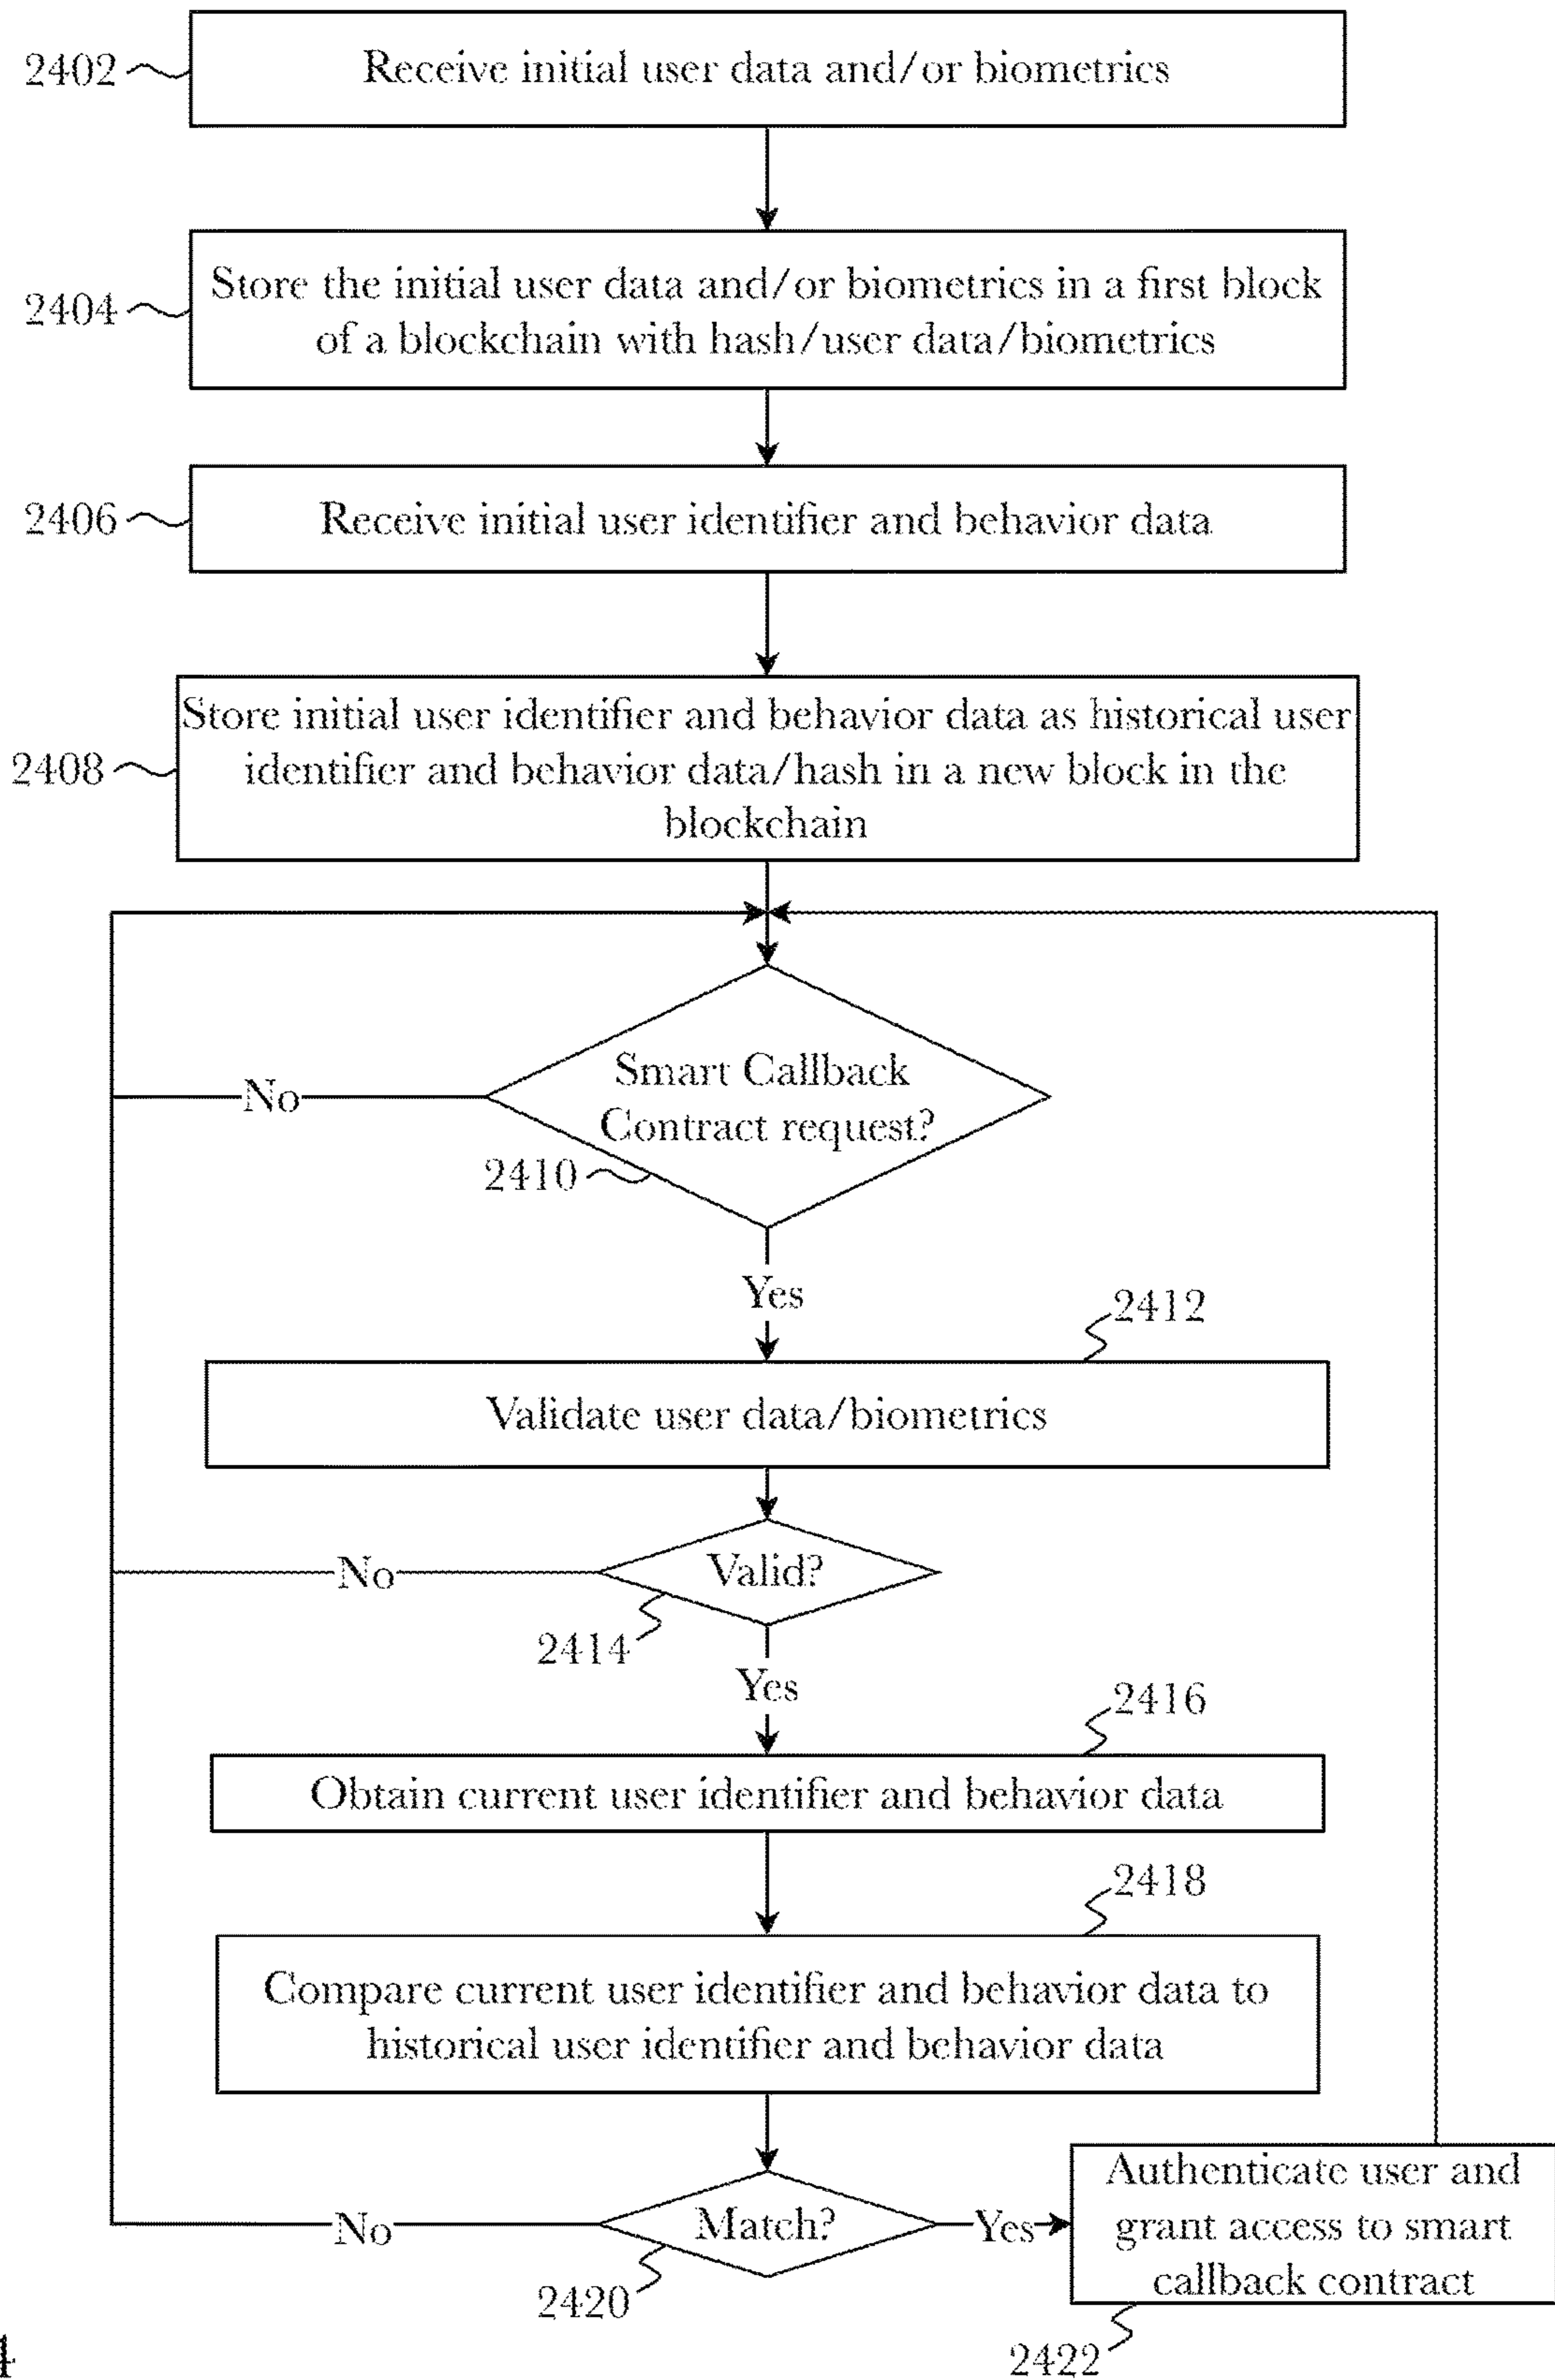 2402
Receive initial user data and/or biometrics
2404
Store the initial user data and/or biometrics in a first block
of a blockchain with hash/user data/biometrics
2406
Receive initial user identifier and behavior data
2408
Store initial user identifier and behavior data as historical user
identifier and behavior data/hash in a new block in the
blockchain
Smart Callback
Contract request?
No
2410
Yes
2412
Validate user data/biometrics
Valid?
No
2414
Yes
2416
Obtain current user identifier and behavior data
2418
Compare current user identifier and behavior data to
historical user identifier and behavior data
Match?
No
Yes
2420
Authenticate user and
grant access to smart
callback contract
2422
4